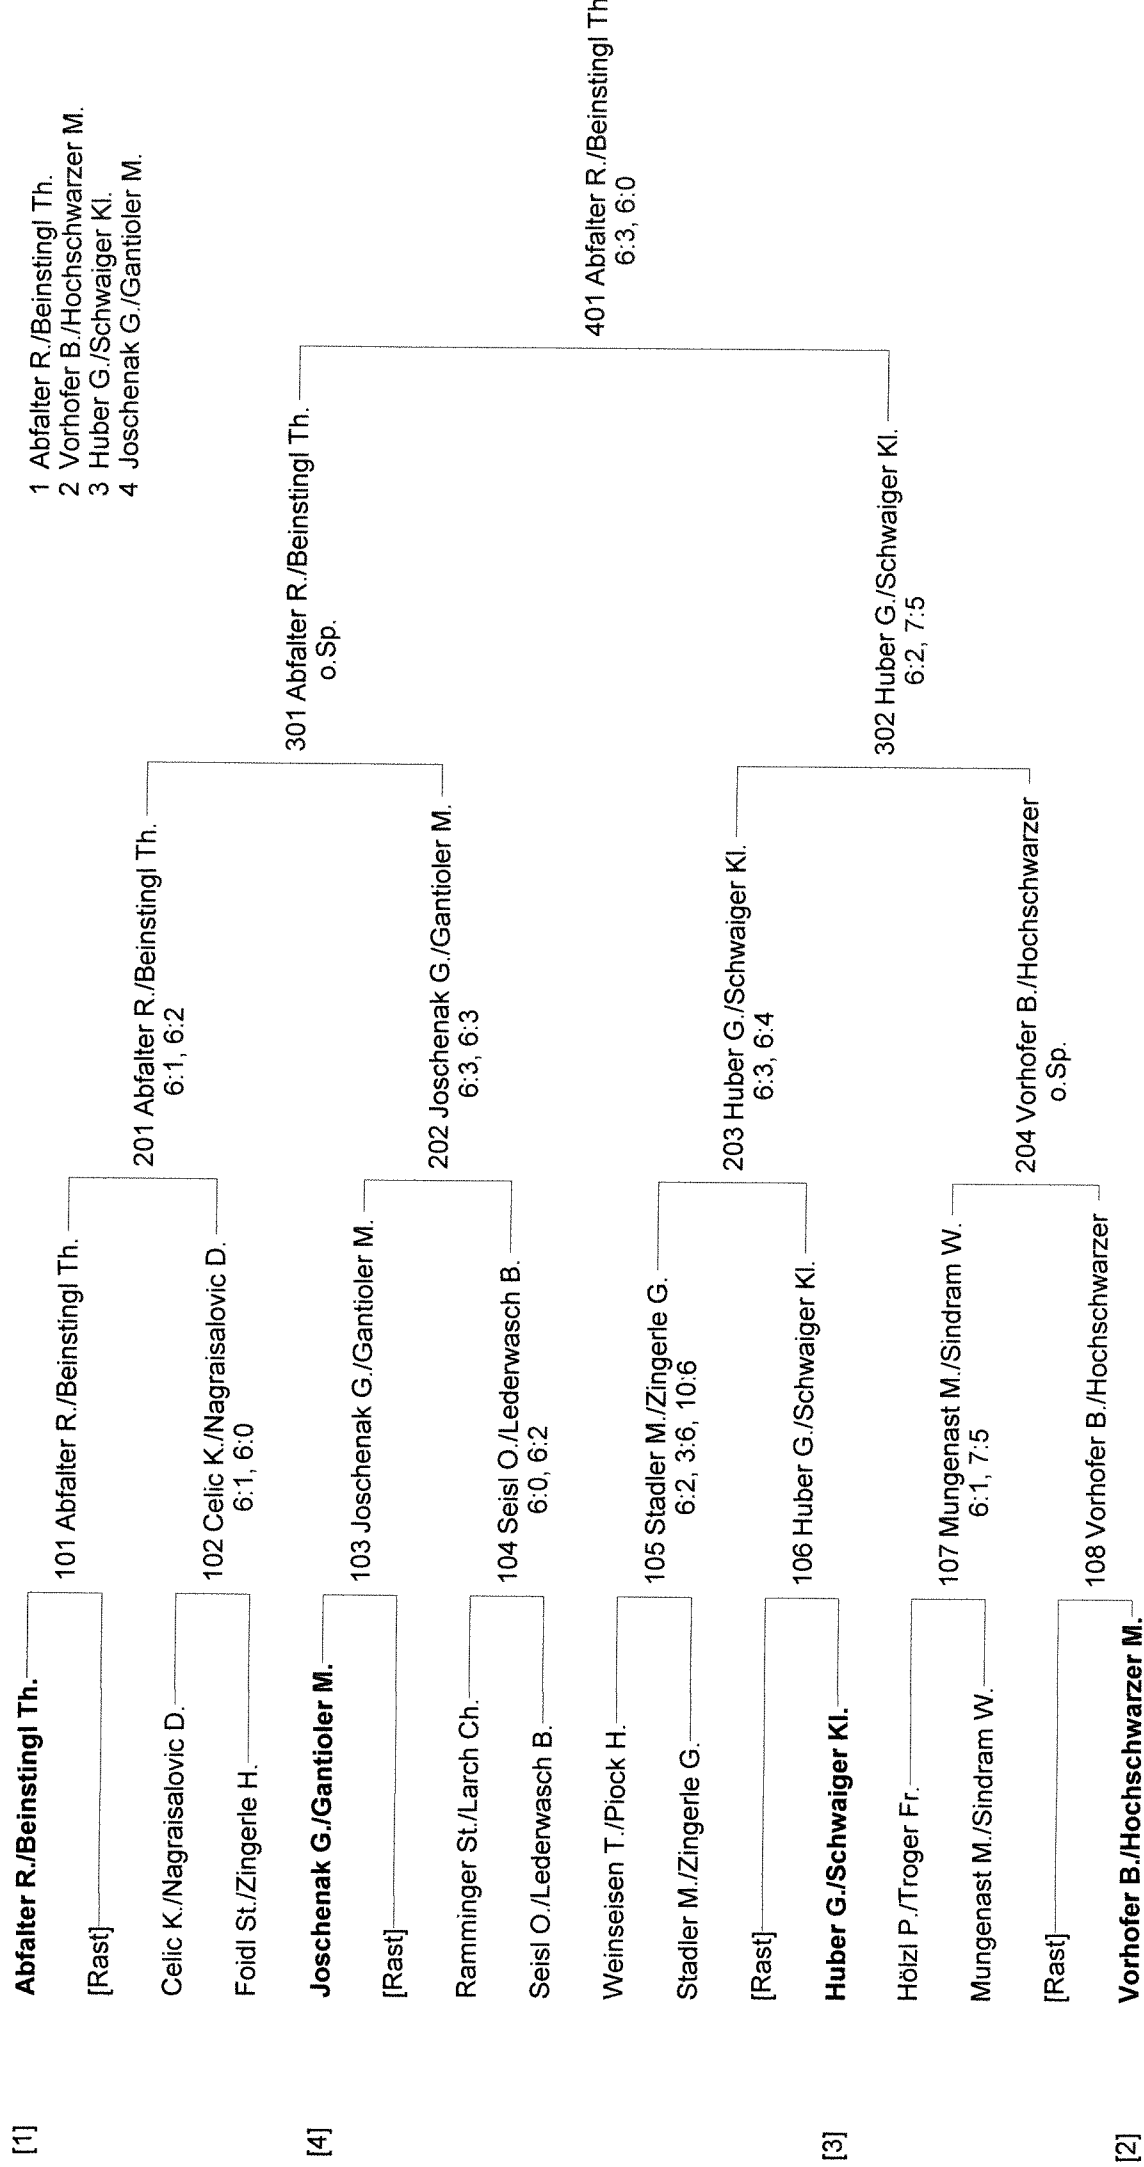 1 Abfalter R./Beinstingl Th.
2 Vorhofer B./Hochschwarzer M.
3 Huber G./Schwaiger Kl.
4 Joschenak G./Gantioler M.
[1]
Abfalter R./Beinstingl Th.
[Rast]
Celic K./Nagraisalovic D.
Foidl St./Zingerle H.
[4]
Joschenak G./Gantioler M.
[Rast]
Ramminger St./Larch Ch.
Seisl O./Lederwasch B.
Weinseisen T./Piock H.
Stadler M./Zingerle G.
[Rast]
[3]
Huber G./Schwaiger Kl.
Hölzl P./Troger Fr.
Mungenast M./Sindram W.
[Rast]
[2]
Vorhofer B./Hochschwarzer M.
101 Abfalter R./Beinstingl Th.
102 Celic K./Nagraisalovic D.
6:1, 6:0
103 Joschenak G./Gantioler M.
104 Seisl O./Lederwasch B.
6:0, 6:2
105 Stadler M./Zingerle G.
6:2, 3:6, 10:6
106 Huber G./Schwaiger Kl.
107 Mungenast M./Sindram W.
6:1, 7:5
108 Vorhofer B./Hochschwarzer
201 Abfalter R./Beinstingl Th.
6:1, 6:2
202 Joschenak G./Gantioler M.
6:3, 6:3
203 Huber G./Schwaiger Kl.
6:3, 6:4
204 Vorhofer B./Hochschwarzer
o.Sp.
301 Abfalter R./Beinstingl Th.
o.Sp.
302 Huber G./Schwaiger Kl.
6:2, 7:5
401 Abfalter R./Beinstingl Th
6:3, 6:0